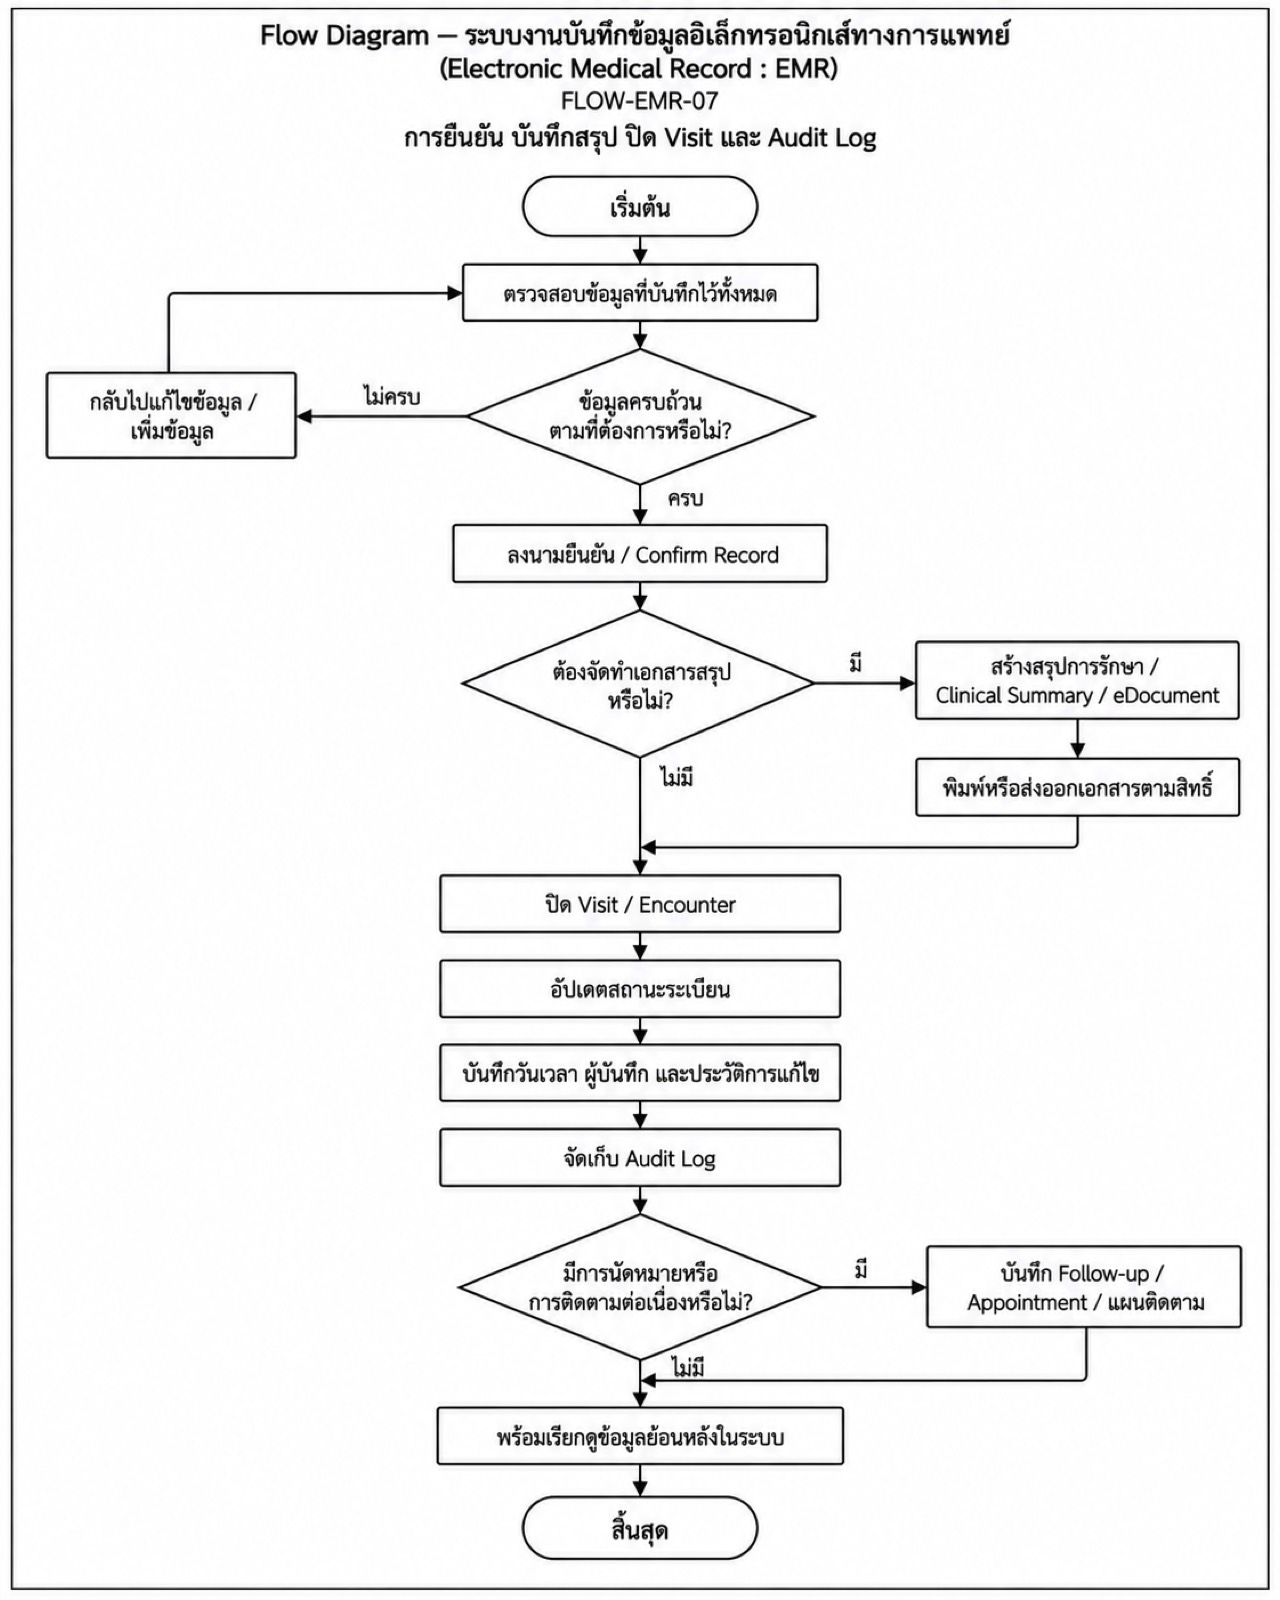 Flow Diagram — ระบบงานบันทึกข้อมูลอิเล็กทรอนิกเส์ทางการแพทย์
(Electronic Medical Record : EMR)
FLOW-EMR-07
การยืนยัน บันทึกสรุป ปิด Visit และ Audit Log
เริ่มต้น
ตรวจสอบข้อมูลที่บันทึกไว้ทั้งหมด
ข้อมูลครบถ้วน
ตามที่ต้องการหรือไม่?
ไม่ครบ
กลับไปแก้ไขข้อมูล /
เพิ่มข้อมูล
ครบ
ลงนามยืนยัน / Confirm Record
ต้องจัดทำเอกสารสรุป
หรือไม่?
มี
สร้างสรุปการรักษา /
Clinical Summary / eDocument
พิมพ์หรือส่งออกเอกสารตามสิทธิ์
ไม่มี
ปิด Visit / Encounter
อัปเดตสถานะระเบียน
บันทึกวันเวลา ผู้บันทึก และประวัติการแก้ไข
จัดเก็บ Audit Log
มีการนัดหมายหรือ
การติดตามต่อเนื่องหรือไม่?
มี
บันทึก Follow-up /
Appointment / แผนติดตาม
ไม่มี
พร้อมเรียกดูข้อมูลย้อนหลังในระบบ
สิ้นสุด